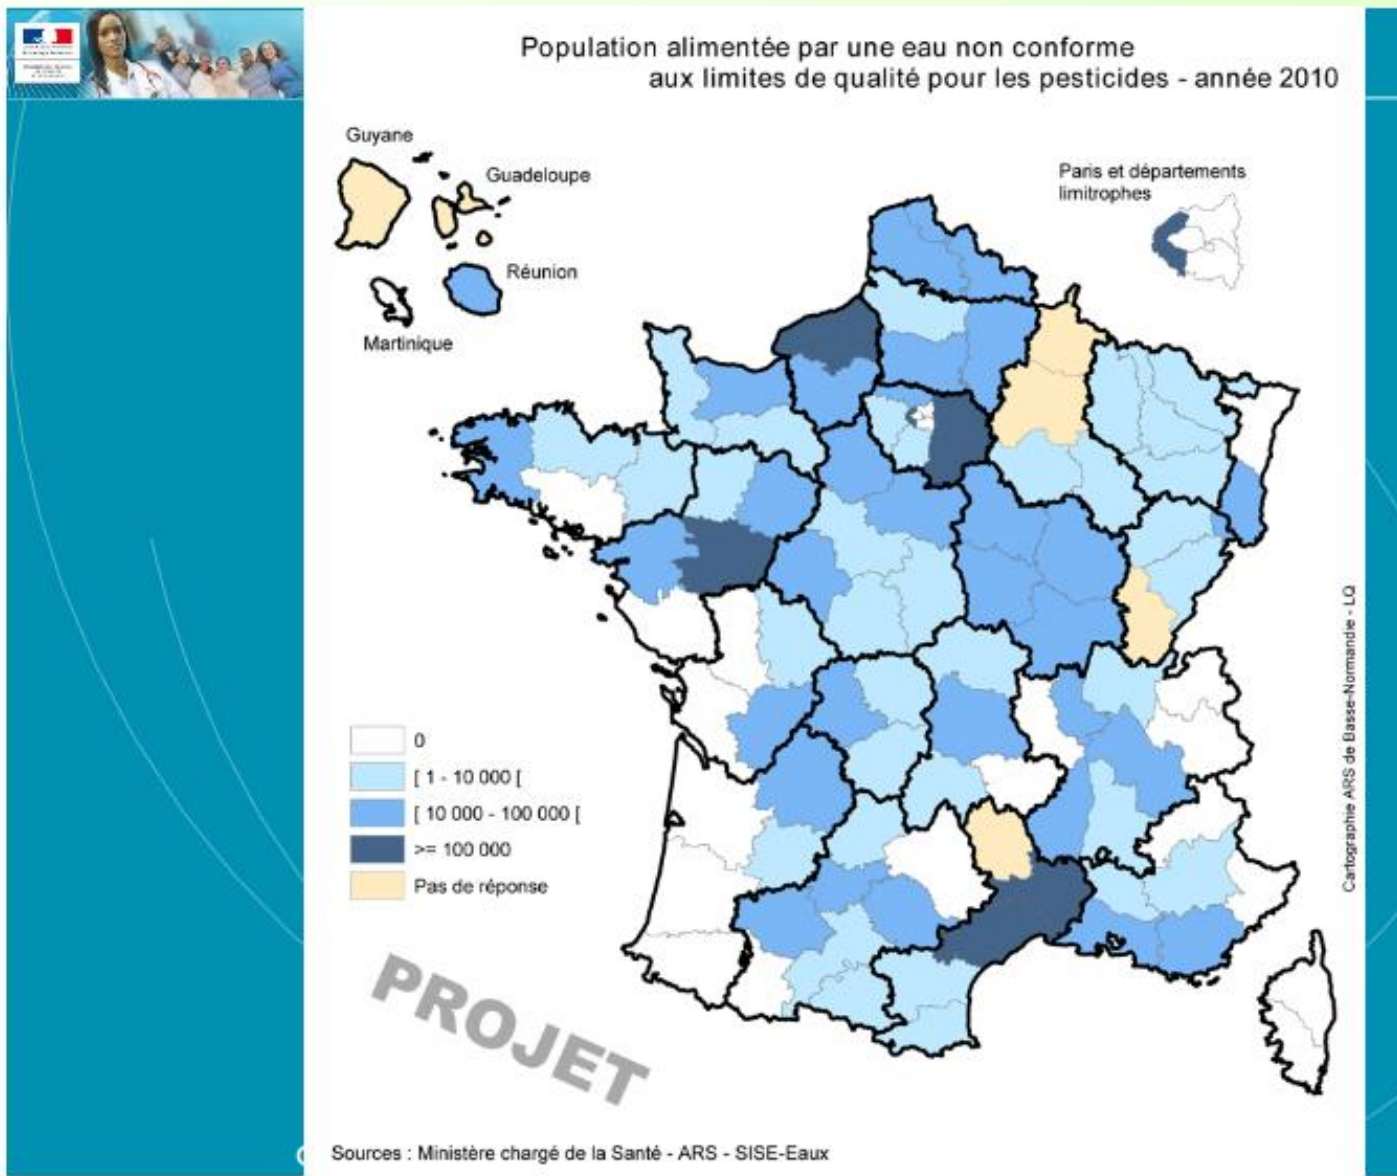 Population alimentée par une eau non conforme
aux limites de qualité pour les pesticides - année 2010
Guyane
Guadeloupe
Paris et départements
limitrophes
Réunion
Martinique
0
[ 1 - 10 000 [
[ 10 000 - 100 000 [
>= 100 000
Pas de réponse
PROJET
Cartographie ARS de Basse-Normandie - LQ
Sources : Ministère chargé de la Santé - ARS - SISE-Eaux